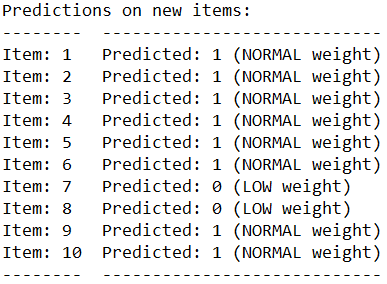 Predictions on new items:
--------  ----------------------------
Item: 1   Predicted: 1 (NORMAL weight)
Item: 2   Predicted: 1 (NORMAL weight)
Item: 3   Predicted: 1 (NORMAL weight)
Item: 4   Predicted: 1 (NORMAL weight)
Item: 5   Predicted: 1 (NORMAL weight)
Item: 6   Predicted: 1 (NORMAL weight)
Item: 7   Predicted: 0 (LOW weight)
Item: 8   Predicted: 0 (LOW weight)
Item: 9   Predicted: 1 (NORMAL weight)
Item: 10  Predicted: 1 (NORMAL weight)
--------  ----------------------------